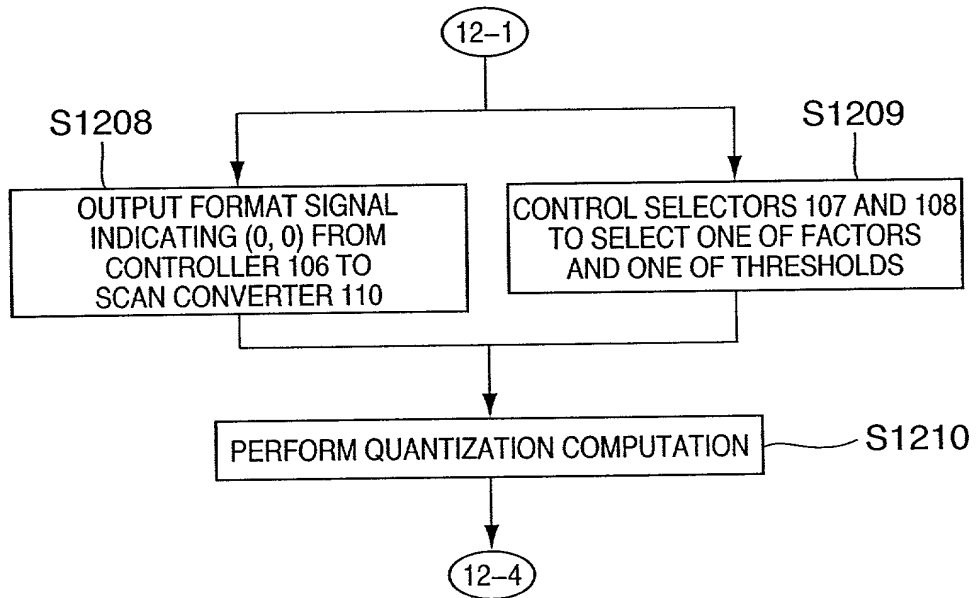 12-1
S1208
S1209
OUTPUT FORMAT SIGNAL
INDICATING (0, 0) FROM
CONTROLLER 106 TO
SCAN CONVERTER 110
CONTROL SELECTORS 107 AND 108
TO SELECT ONE OF FACTORS
AND ONE OF THRESHOLDS
PERFORM QUANTIZATION COMPUTATION
S1210
12-4